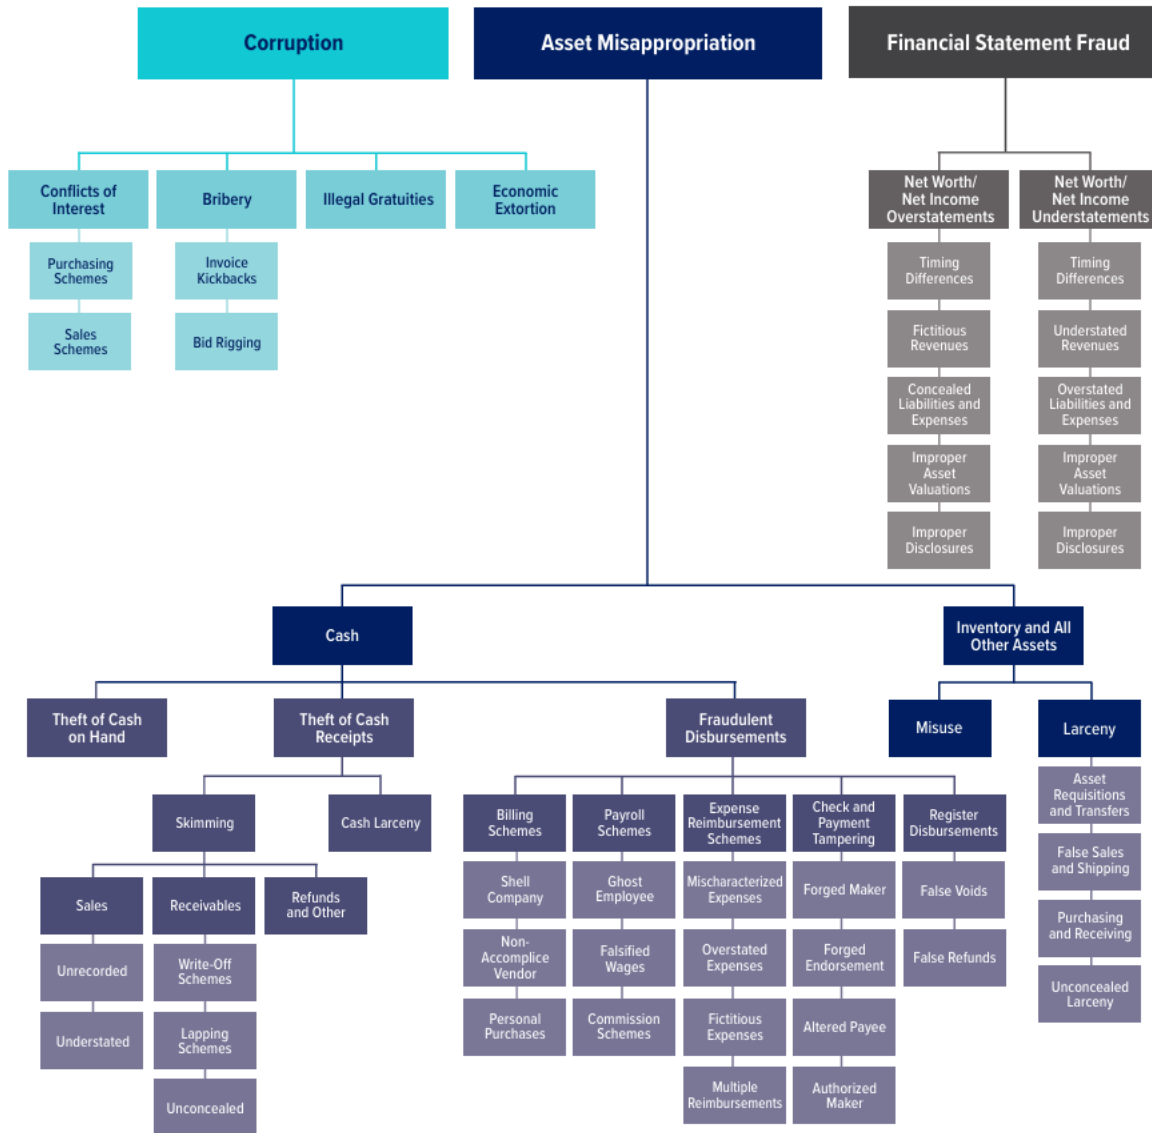 Corruption
Asset Misappropriation
Financial Statement Fraud
Conflicts of
Interest
Bribery
Illegal Gratuities
Economic
Extortion
Purchasing
Schemes
Sales
Schemes
Invoice
Kickbacks
Bid Rigging
Net Worth/
Net Income
Overstatements
Timing
Differences
Fictitious
Revenues
Concealed
Liabilities and
Expenses
Improper
Asset
Valuations
Improper
Disclosures
Net Worth/
Net Income
Understatements
Timing
Differences
Understated
Revenues
Overstated
Liabilities and
Expenses
Improper
Asset
Valuations
Improper
Disclosures
Cash
Inventory and All
Other Assets
Theft of Cash
on Hand
Theft of Cash
Receipts
Fraudulent
Disbursements
Misuse
Larceny
Skimming
Cash Larceny
Sales
Unrecorded
Understated
Receivables
Write-Off
Schemes
Lapping
Schemes
Unconcealed
Refunds
and Other
Billing
Schemes
Shell
Company
Non-
Accomplice
Vendor
Personal
Purchases
Payroll
Schemes
Ghost
Employee
Falsified
Wages
Commission
Schemes
Expense
Reimbursement
Schemes
Mischaracterized
Expenses
Overstated
Expenses
Fictitious
Expenses
Multiple
Reimbursements
Check and
Payment
Tampering
Forged Maker
Forged
Endorsement
Altered Payee
Authorized
Maker
Register
Disbursements
False Voids
False Refunds
Asset
Requisitions
and Transfers
False Sales
and Shipping
Purchasing
and Receiving
Unconcealed
Larceny